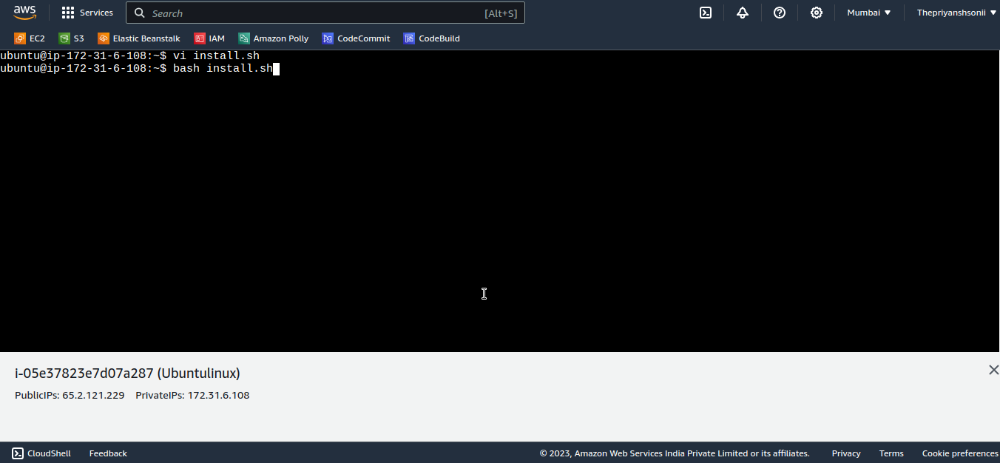 aws Services Search [Alt+S] Mumbai Thepriyanshsonii
EC2 S3 Elastic Beanstalk IAM Amazon Polly CodeCommit CodeBuild
ubuntu@ip-172-31-6-108:~$ vi install.sh
ubuntu@ip-172-31-6-108:~$ bash install.sh
i-05e37823e7d07a287 (Ubuntulinux)
PublicIPs: 65.2.121.229 PrivateIPs: 172.31.6.108
CloudShell Feedback © 2023, Amazon Web Services India Private Limited or its affiliates. Privacy Terms Cookie preferences